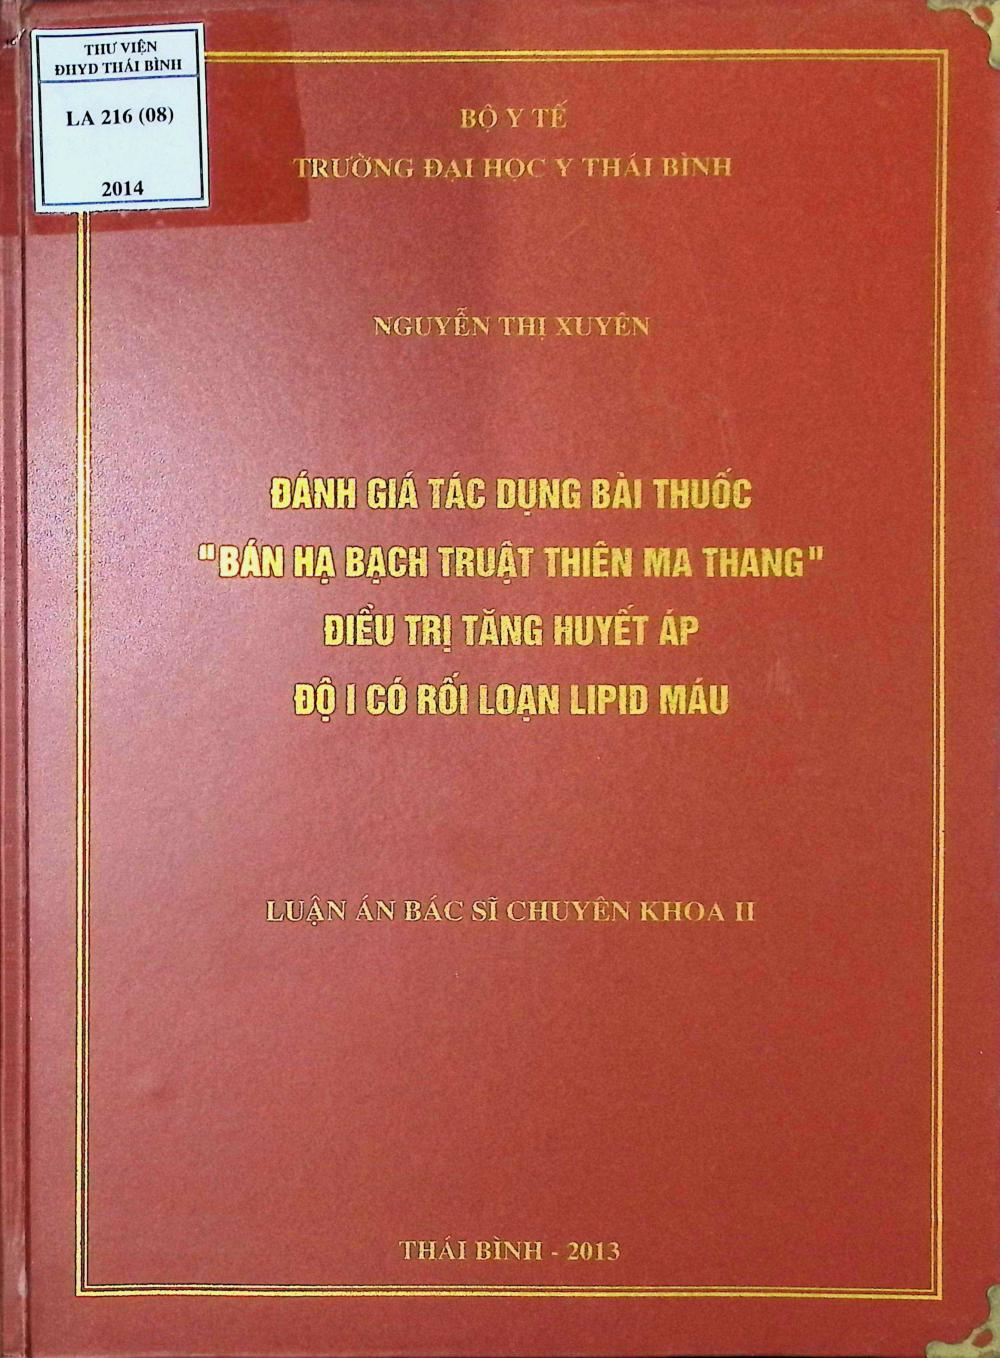 THƯ VIỆN
ĐHYD THÁI BÌNH
LA 216 (08)
2014
BỘ Y TẾ
TRƯỜNG ĐẠI HỌC Y THÁI BÌNH
NGUYỄN THỊ XUYÊN
ĐÁNH GIÁ TÁC DỤNG BÀI THUỐC
"BÁN HẠ BẠCH TRUẬT THIÊN MA THANG"
ĐIỀU TRỊ TĂNG HUYẾT ÁP
ĐỘ I CÓ RỐI LOẠN LIPID MÁU
LUẬN ÁN BÁC SĨ CHUYÊN KHOA II
THÁI BÌNH - 2013